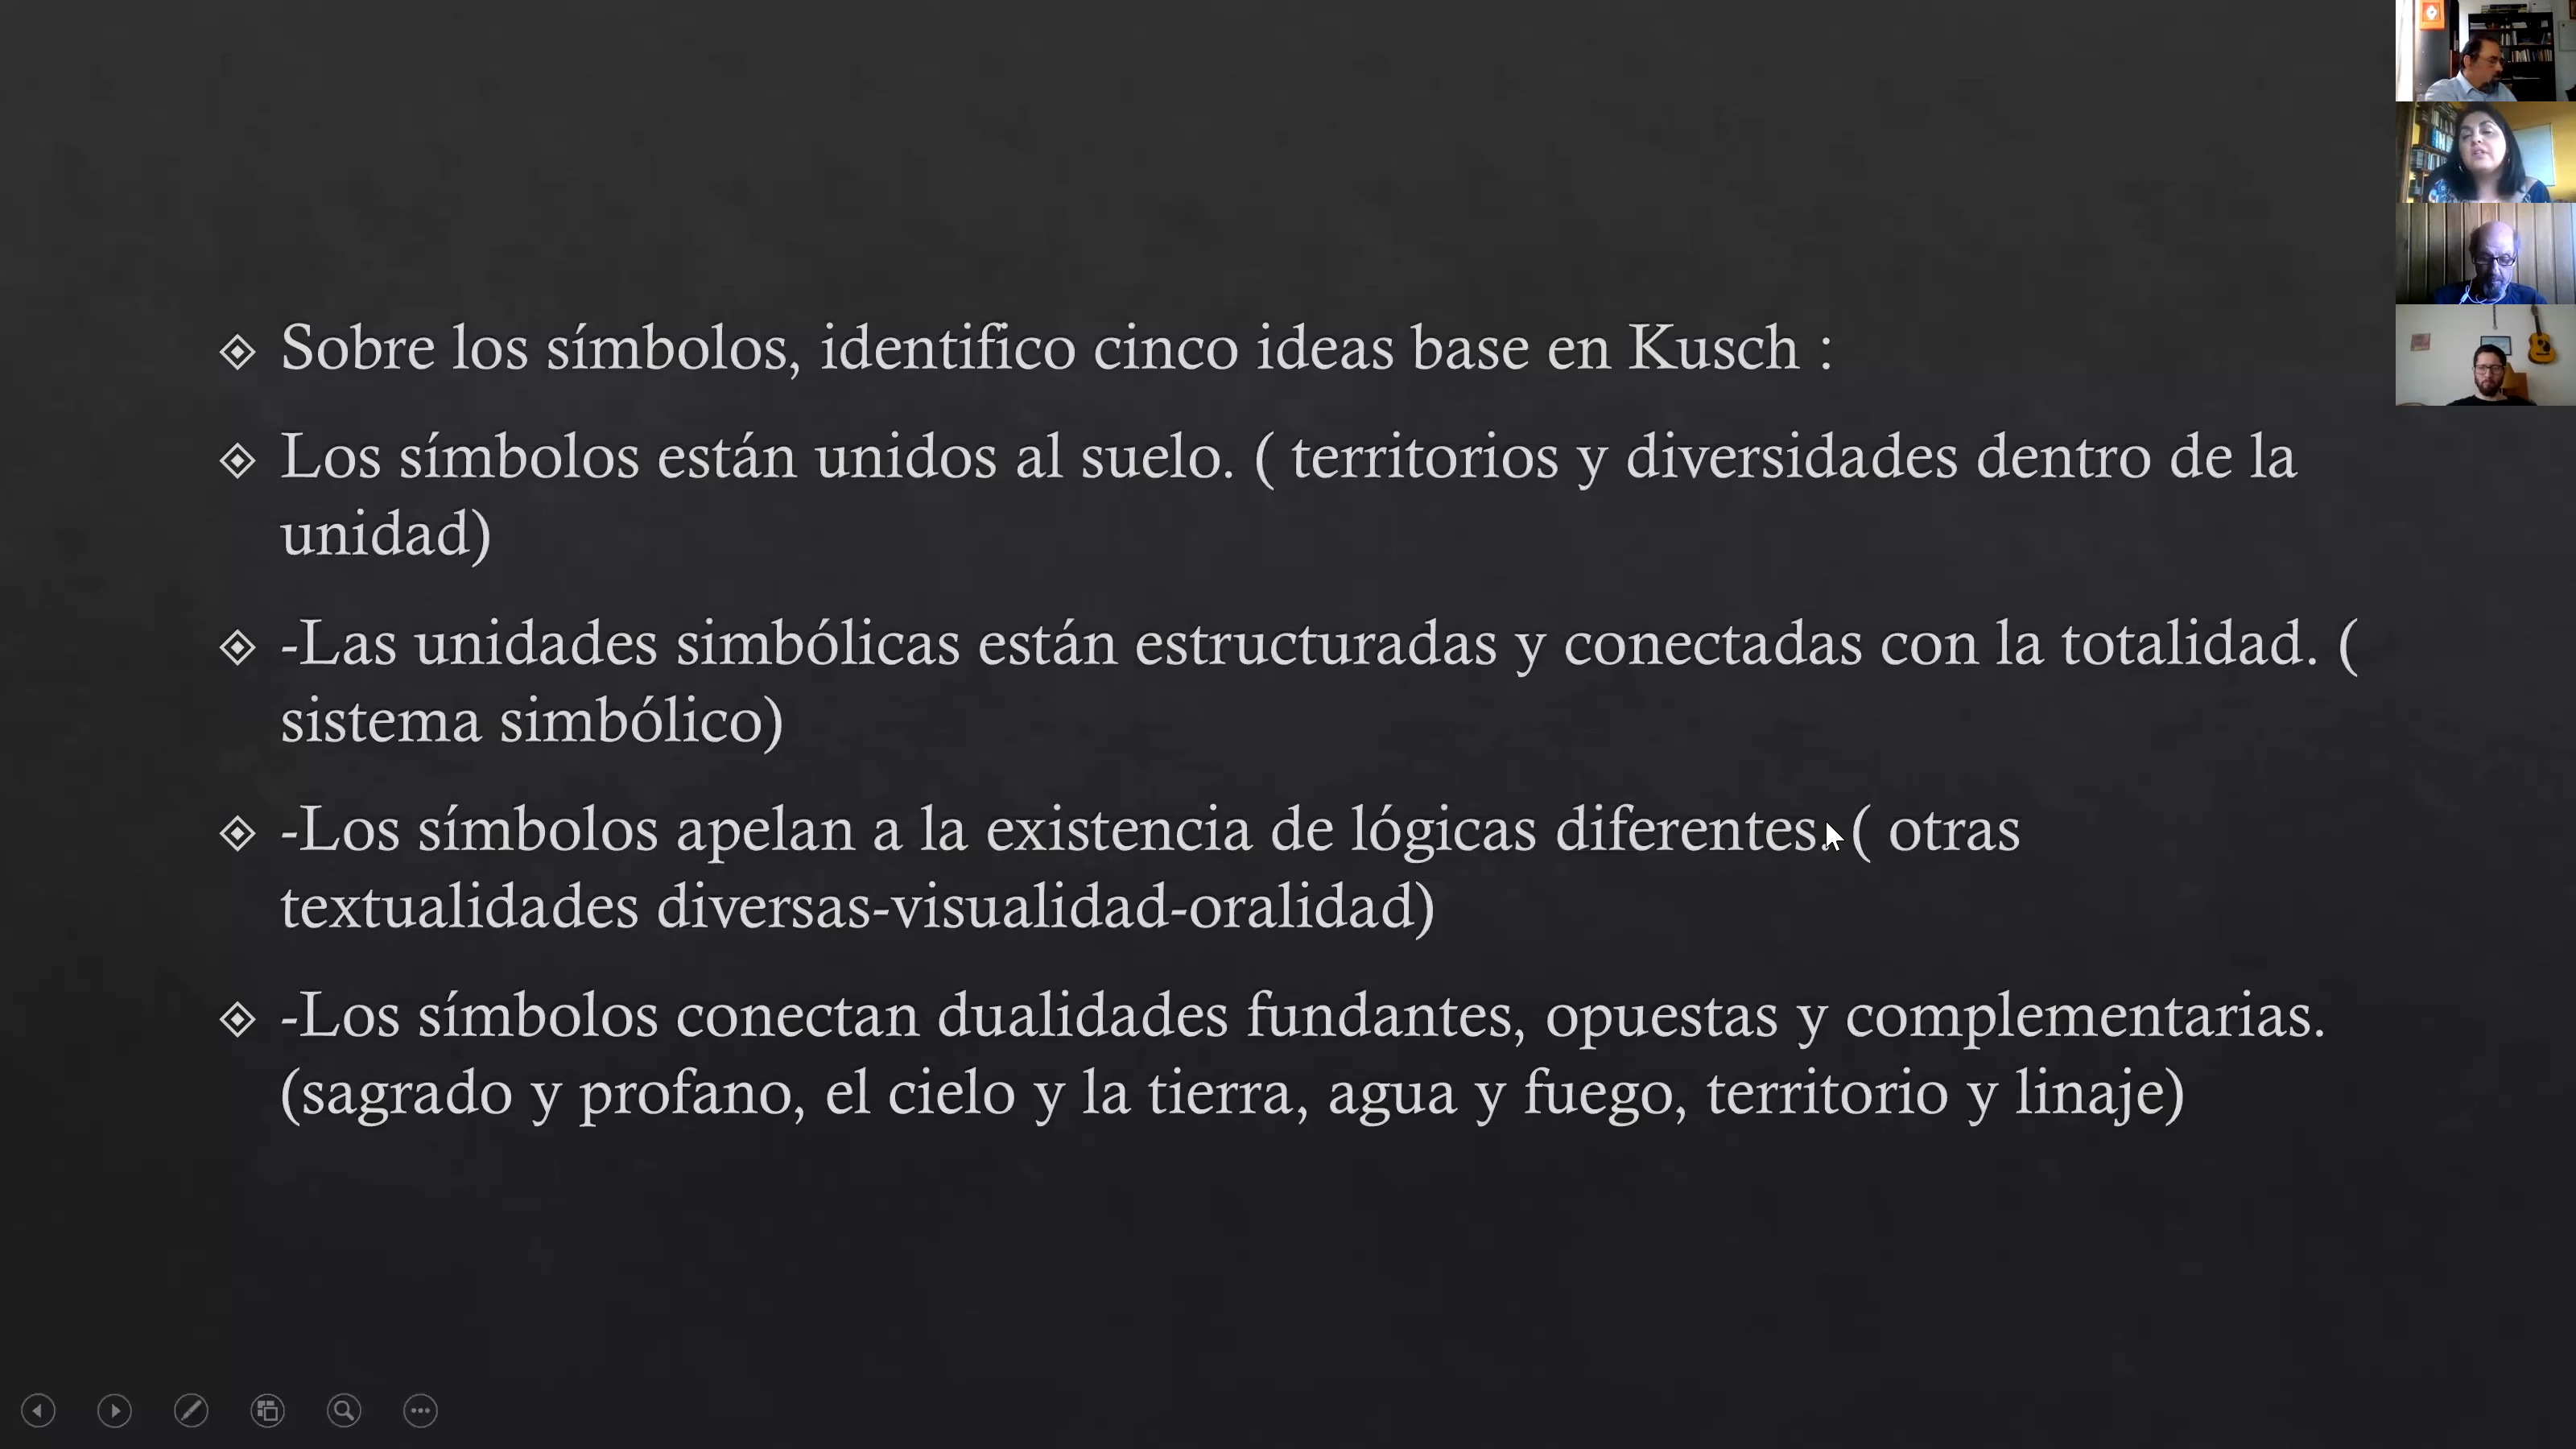 Sobre los símbolos, identifico cinco ideas base en Kusch :
Los símbolos están unidos al suelo. ( territorios y diversidades dentro de la
unidad)
-Las unidades simbólicas están estructuradas y conectadas con la totalidad. (
sistema simbólico)
-Los símbolos apelan a la existencia de lógicas diferentes. ( otras
textualidades diversas-visualidad-oralidad)
-Los símbolos conectan dualidades fundantes, opuestas y complementarias.
(sagrado y profano, el cielo y la tierra, agua y fuego, territorio y linaje)